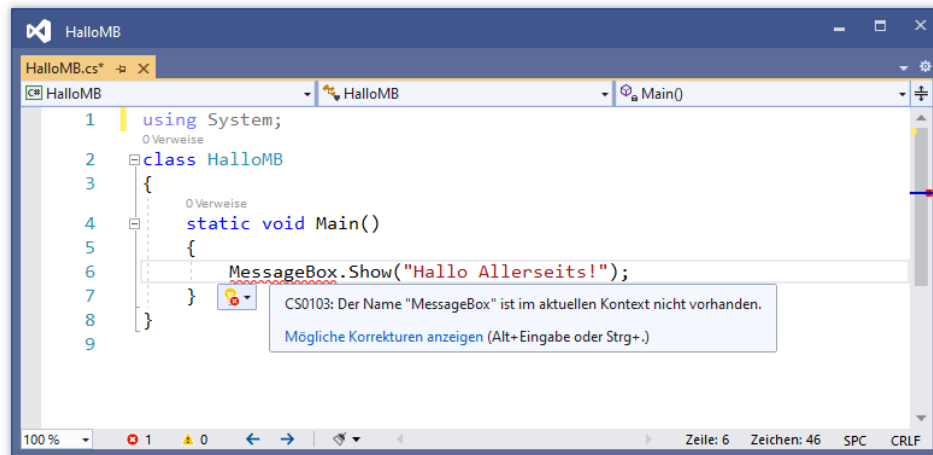 HalloMB
HalloMB.cs*
C# HalloMB HalloMB Main()
1 using System;
0 Verweise
2 class HalloMB
3 {
0 Verweise
4 static void Main()
5 {
6 MessageBox.Show("Hallo Allerseits!");
7 }
8 }
9
CS0103: Der Name "MessageBox" ist im aktuellen Kontext nicht vorhanden.
Mögliche Korrekturen anzeigen (Alt+Eingabe oder Strg+.)
100 % 1 0 Zeile: 6 Zeichen: 46 SPC CRLF